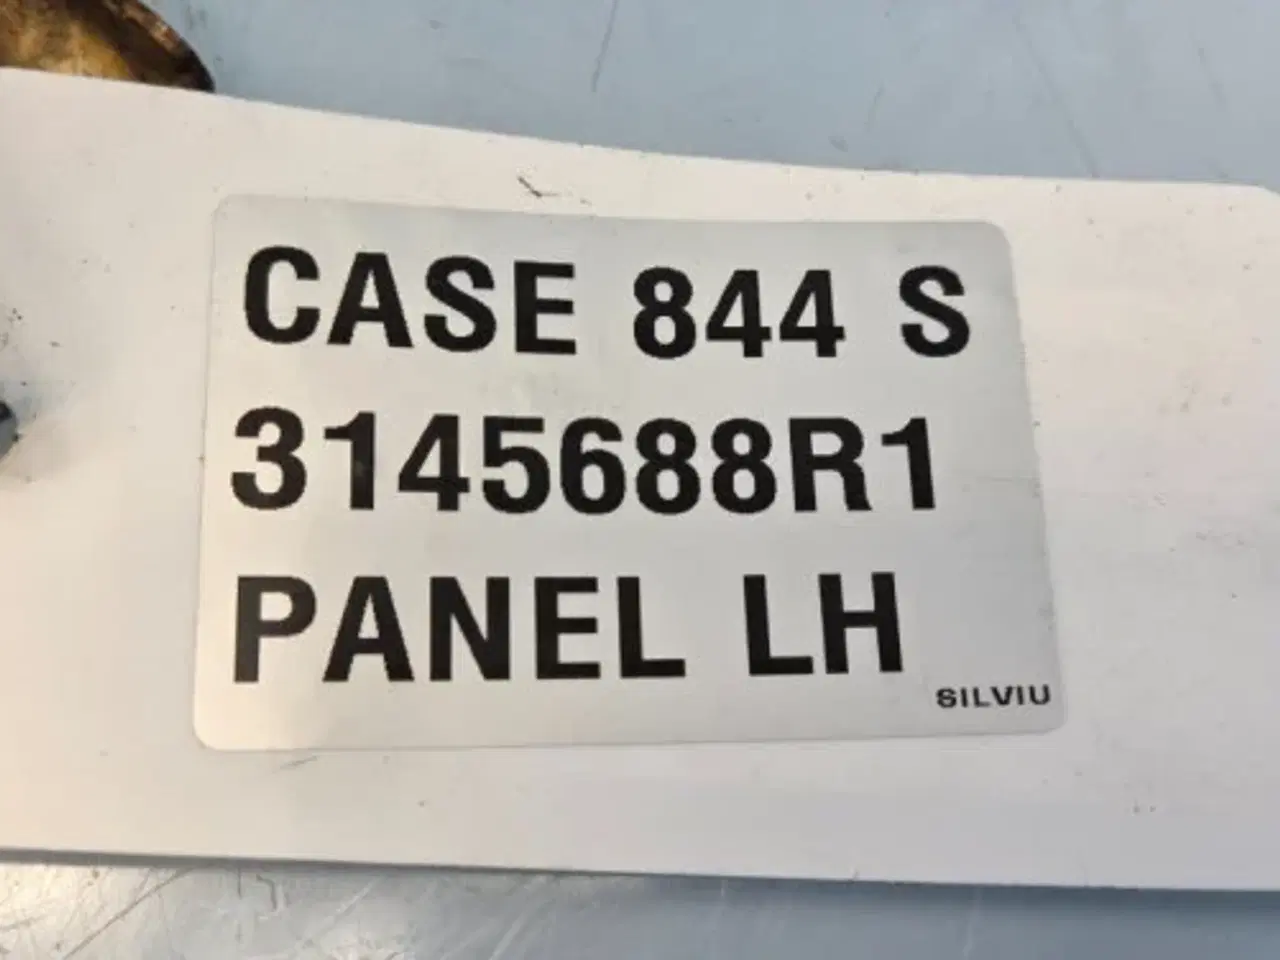 CASE 844 S
3145688R1
PANEL LH
SILVIU